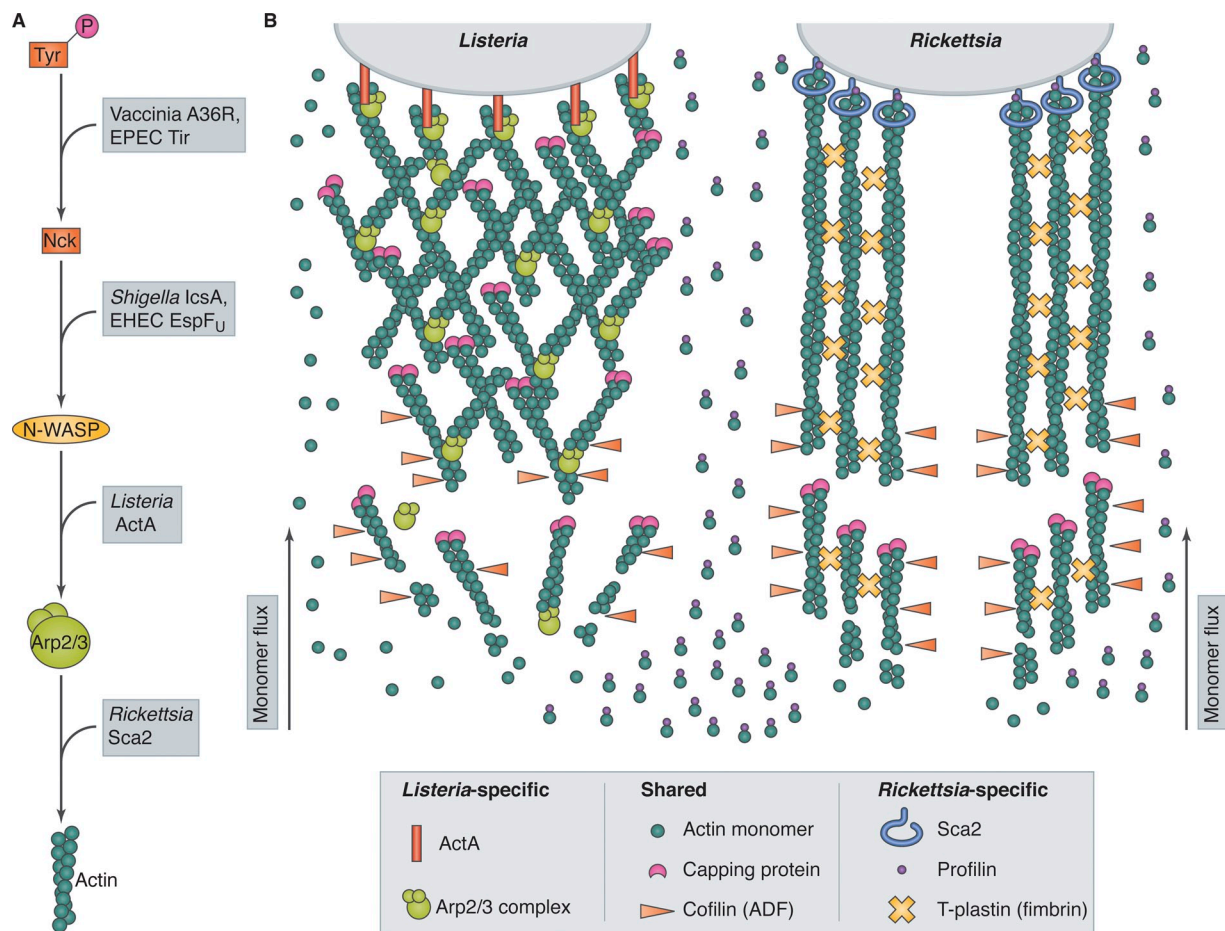 A
P
Tyr
Vaccinia A36R,
EPEC Tir
Nck
Shigella IcsA,
EHEC EspFU
N-WASP
Listeria
ActA
Arp2/3
Rickettsia
Sca2
Actin
B
Listeria
Rickettsia
Monomer flux
Monomer flux
Listeria-specific
ActA
Arp2/3 complex
Shared
Actin monomer
Capping protein
Cofilin (ADF)
Rickettsia-specific
Sca2
Profilin
T-plastin (fimbrin)